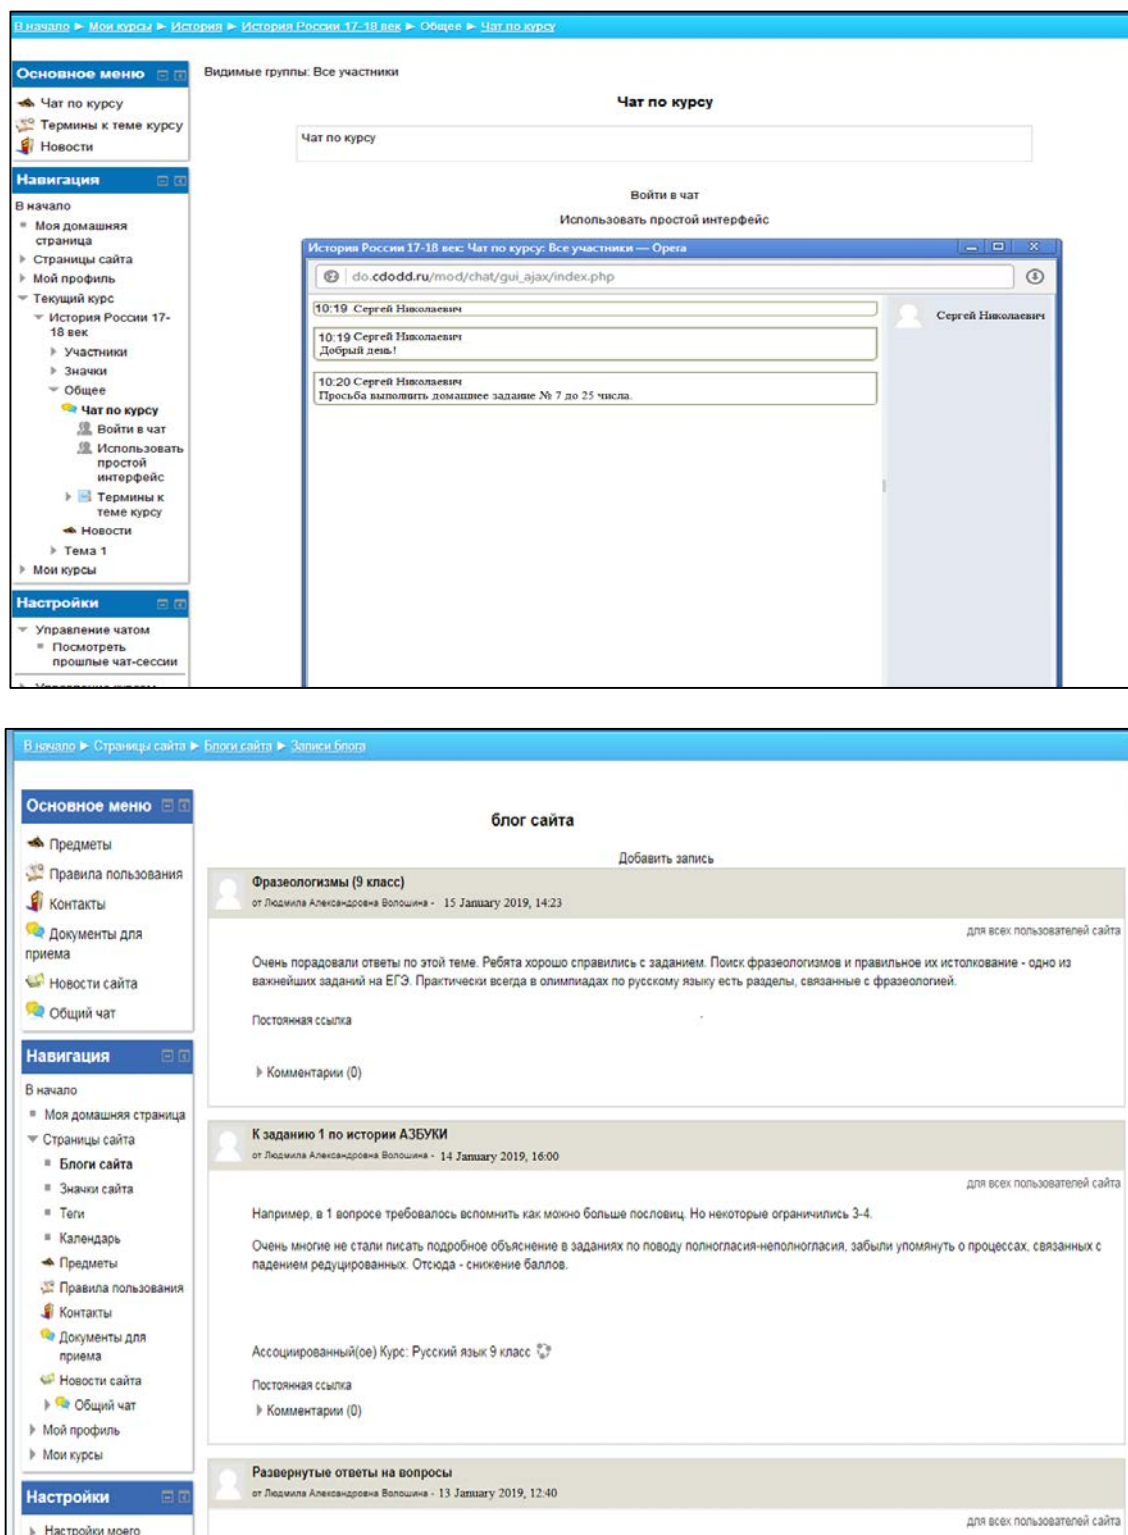 В начало ► Мои курсы ► История ► История России 17-18 век ► Общее ► Чат по курсу
Основное меню
Чат по курсу
Термины к теме курсу
Новости
Навигация
В начало
Моя домашняя
страница
Страницы сайта
Мой профиль
Текущий курс
История России 17-
18 век
Участники
Значки
Общее
Чат по курсу
Войти в чат
Использовать
простой
интерфейс
Термины к
теме курсу
Новости
Тема 1
Мои курсы
Настройки
Управление чатом
Посмотреть
прошлые чат-сессии
Видимые группы: Все участники
Чат по курсу
Чат по курсу
Войти в чат
Использовать простой интерфейс
История России 17-18 век: Чат по курсу: Все участники — Opera
do.cdodd.ru/mod/chat/gui_ajax/index.php
10:19 Сергей Николаевич
10:19 Сергей Николаевич
Добрый день!
10:20 Сергей Николаевич
Просьба выполнить домашнее задание № 7 до 25 числа.
Сергей Николаевич
В начало ► Страницы сайта ► Блоги сайта ► Записи блога
Основное меню
Предметы
Правила пользования
Контакты
Документы для
приема
Новости сайта
Общий чат
Навигация
В начало
Моя домашняя страница
Страницы сайта
Блоги сайта
Значки сайта
Теги
Календарь
Предметы
Правила пользования
Контакты
Документы для
приема
Новости сайта
Общий чат
Мой профиль
Мои курсы
Настройки
Настройки моего
блог сайта
Добавить запись
Фразеологизмы (9 класс)
от Людмила Александровна Волошина - 15 January 2019, 14:23
для всех пользователей сайта
Очень порадовали ответы по этой теме. Ребята хорошо справились с заданием. Поиск фразеологизмов и правильное их истолкование - одно из
важнейших заданий на ЕГЭ. Практически всегда в олимпиадах по русскому языку есть разделы, связанные с фразеологией.
Постоянная ссылка
Комментарии (0)
К заданию 1 по истории АЗБУКИ
от Людмила Александровна Волошина - 14 January 2019, 16:00
для всех пользователей сайта
Например, в 1 вопросе требовалось вспомнить как можно больше пословиц. Но некоторые ограничились 3-4.
Очень многие не стали писать подробное объяснение в заданиях по поводу полногласия-неполногласия, забыли упомянуть о процессах, связанных с
падением редуцированных. Отсюда - снижение баллов.
Ассоциированный(ое) Курс: Русский язык 9 класс
Постоянная ссылка
Комментарии (0)
Развернутые ответы на вопросы
от Людмила Александровна Волошина - 13 January 2019, 12:40
для всех пользователей сайта